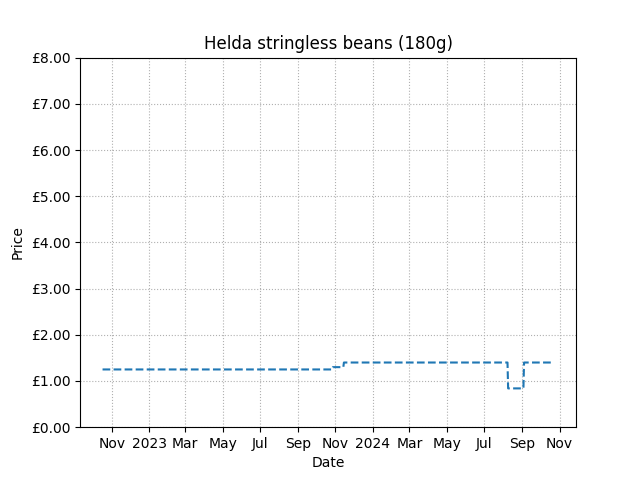 Helda stringless beans (180g)
£8.00
£7.00
£6.00
£5.00
£4.00
£3.00
£2.00
£1.00
£0.00
Price
Nov 2023 Mar May Jul Sep Nov 2024 Mar May Jul Sep Nov
Date